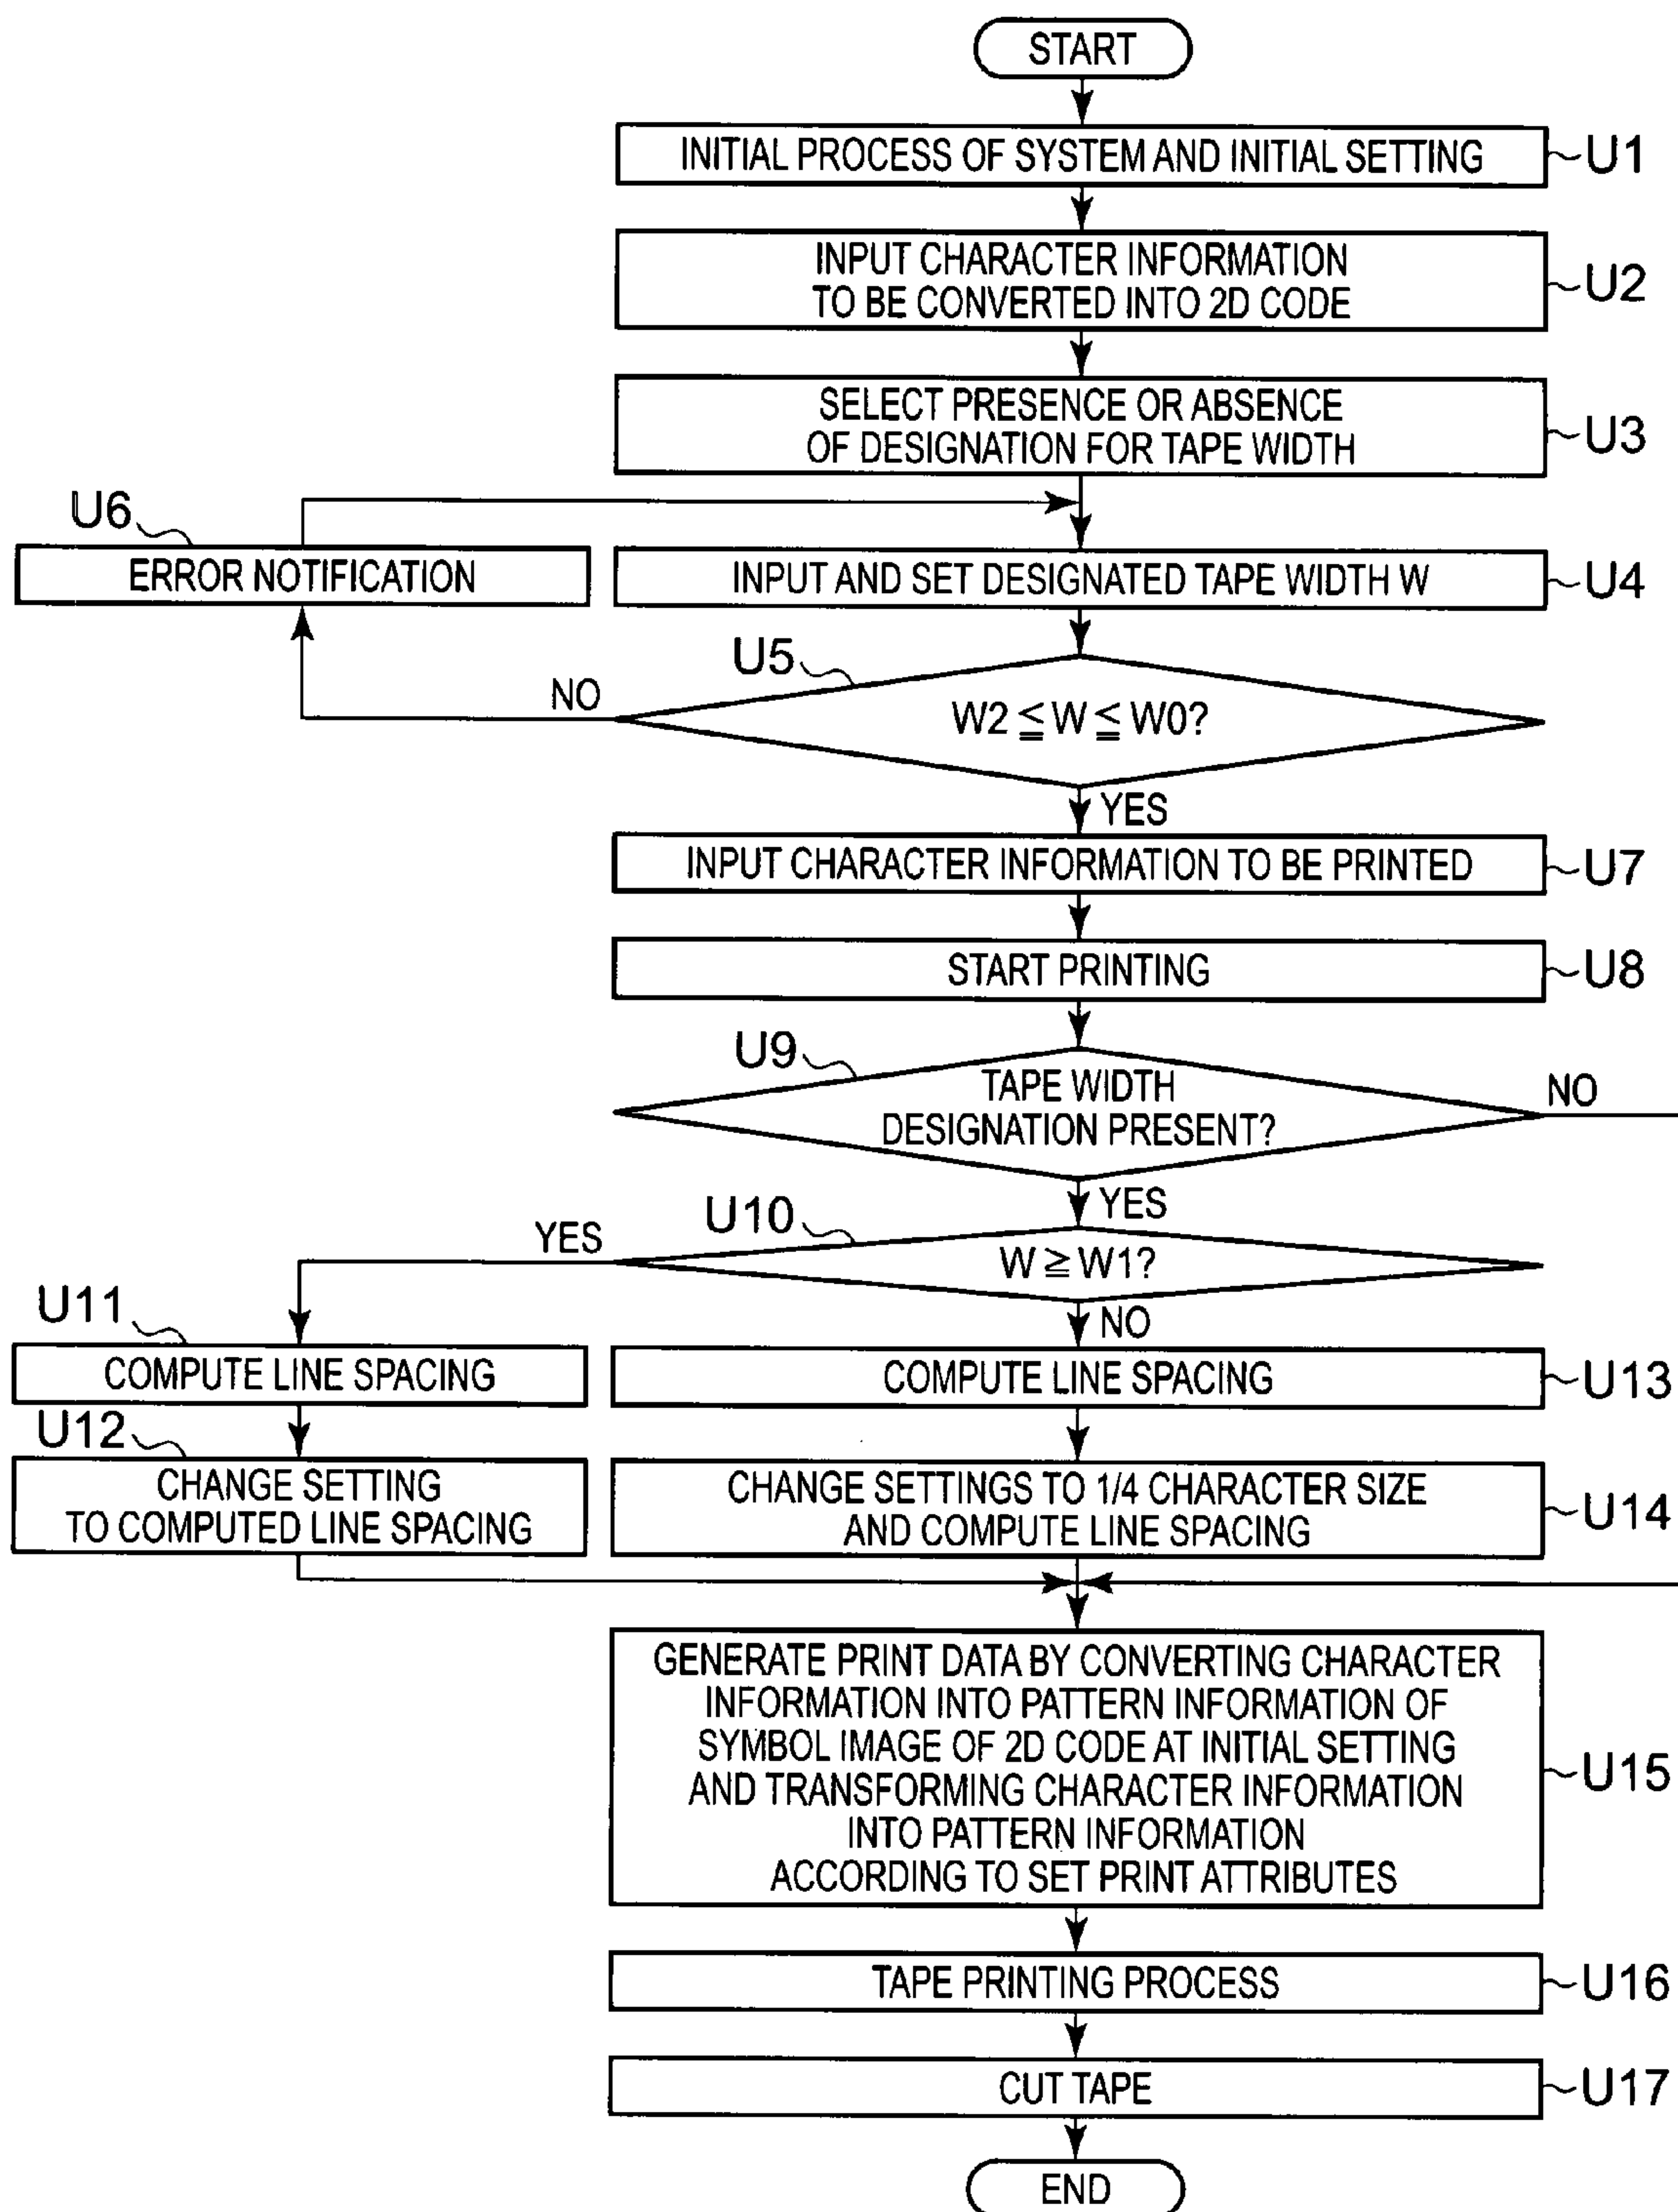 START
INITIAL PROCESS OF SYSTEM AND INITIAL SETTING
U1
INPUT CHARACTER INFORMATION
TO BE CONVERTED INTO 2D CODE
U2
SELECT PRESENCE OR ABSENCE
OF DESIGNATION FOR TAPE WIDTH
U3
U6
ERROR NOTIFICATION
INPUT AND SET DESIGNATED TAPE WIDTH W
U4
U5
NO
W2 ≦ W ≦ W0?
YES
INPUT CHARACTER INFORMATION TO BE PRINTED
U7
START PRINTING
U8
U9
TAPE WIDTH
DESIGNATION PRESENT?
NO
YES
U10
YES
W ≧ W1?
NO
U11
COMPUTE LINE SPACING
COMPUTE LINE SPACING
U13
U12
CHANGE SETTING
TO COMPUTED LINE SPACING
CHANGE SETTINGS TO 1/4 CHARACTER SIZE
AND COMPUTE LINE SPACING
U14
GENERATE PRINT DATA BY CONVERTING CHARACTER
INFORMATION INTO PATTERN INFORMATION OF
SYMBOL IMAGE OF 2D CODE AT INITIAL SETTING
AND TRANSFORMING CHARACTER INFORMATION
INTO PATTERN INFORMATION
ACCORDING TO SET PRINT ATTRIBUTES
U15
TAPE PRINTING PROCESS
U16
CUT TAPE
U17
END